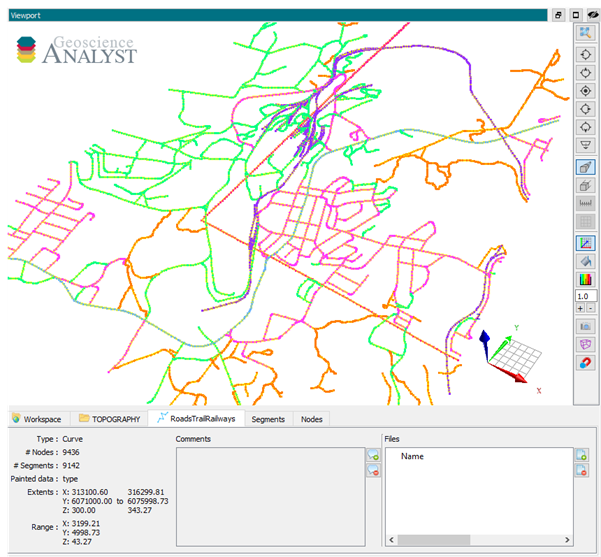 Viewport
Geoscience
ANALYST
1.0
+ -
Y
X
Workspace TOPOGRAPHY RoadsTrailRailways Segments Nodes
Type : Curve
# Nodes : 9436
# Segments : 9142
Painted data : type
Extents : X: 313100.60 316299.81
Y: 6071000.00 to 6075998.73
Z: 300.00 343.27
Range : X: 3199.21
Y: 4998.73
Z: 43.27
Comments
Files
Name